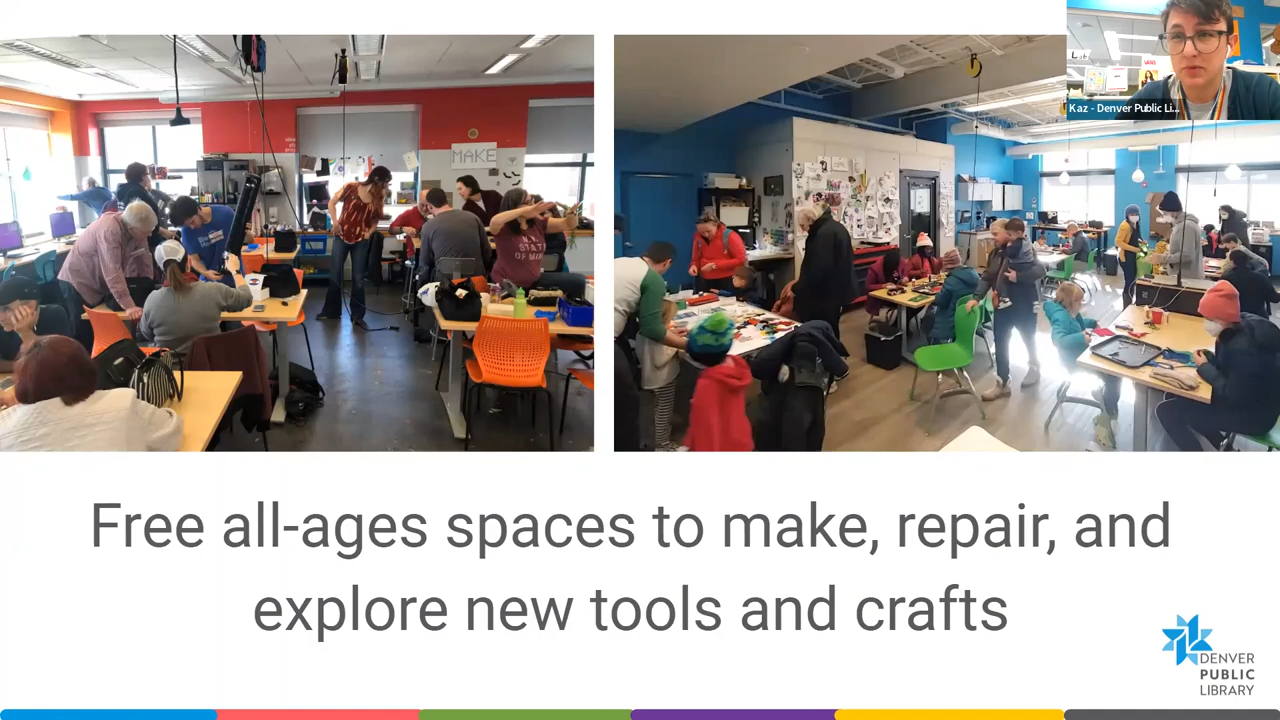 MAKE
Kaz - Denver Public Li...
Free all-ages spaces to make, repair, and
explore new tools and crafts
DENVER
PUBLIC
LIBRARY